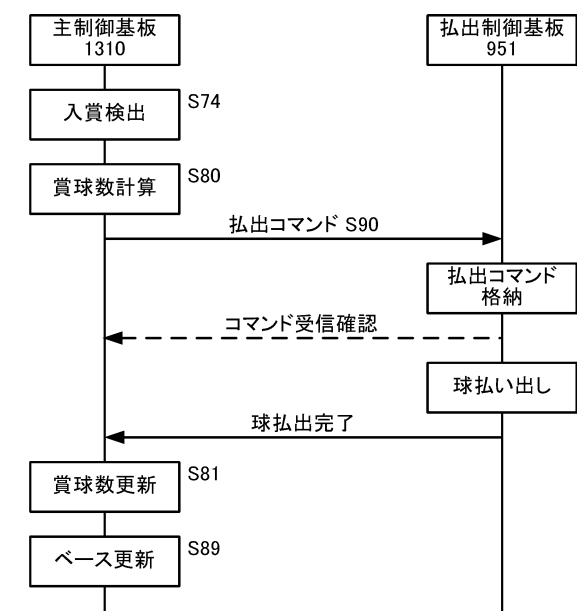 主制御基板
1310
払出制御基板
951
入賞検出
S74
賞球数計算
S80
払出コマンド S90
払出コマンド
格納
コマンド受信確認
球払い出し
球払出完了
賞球数更新
S81
ベース更新
S89